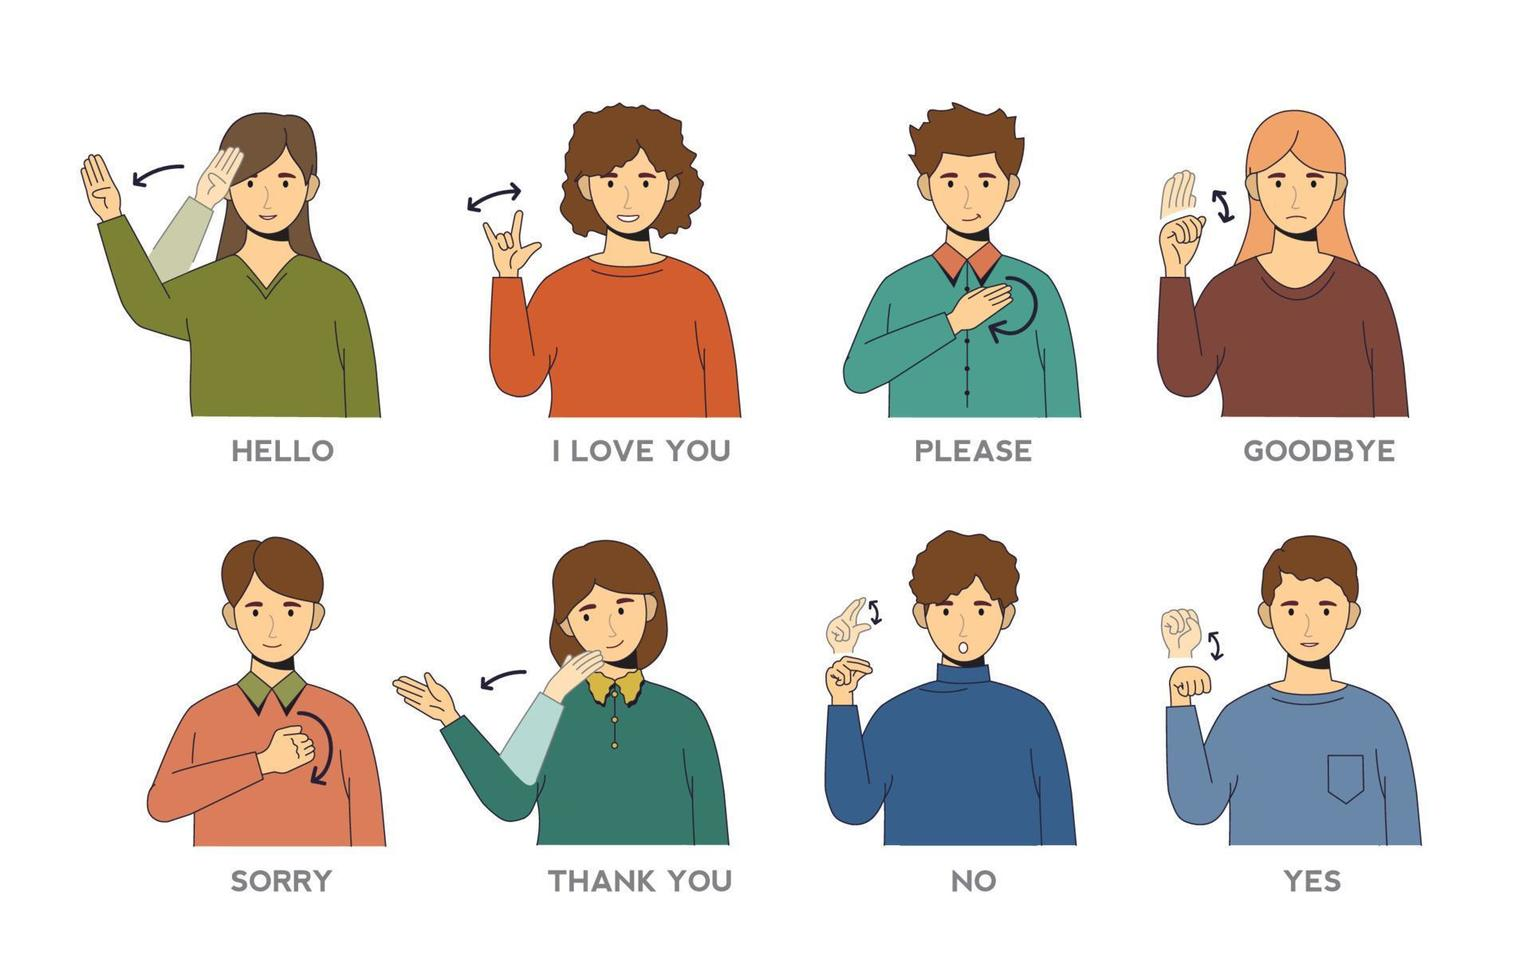 HELLO
I LOVE YOU
PLEASE
GOODBYE
SORRY
THANK YOU
NO
YES